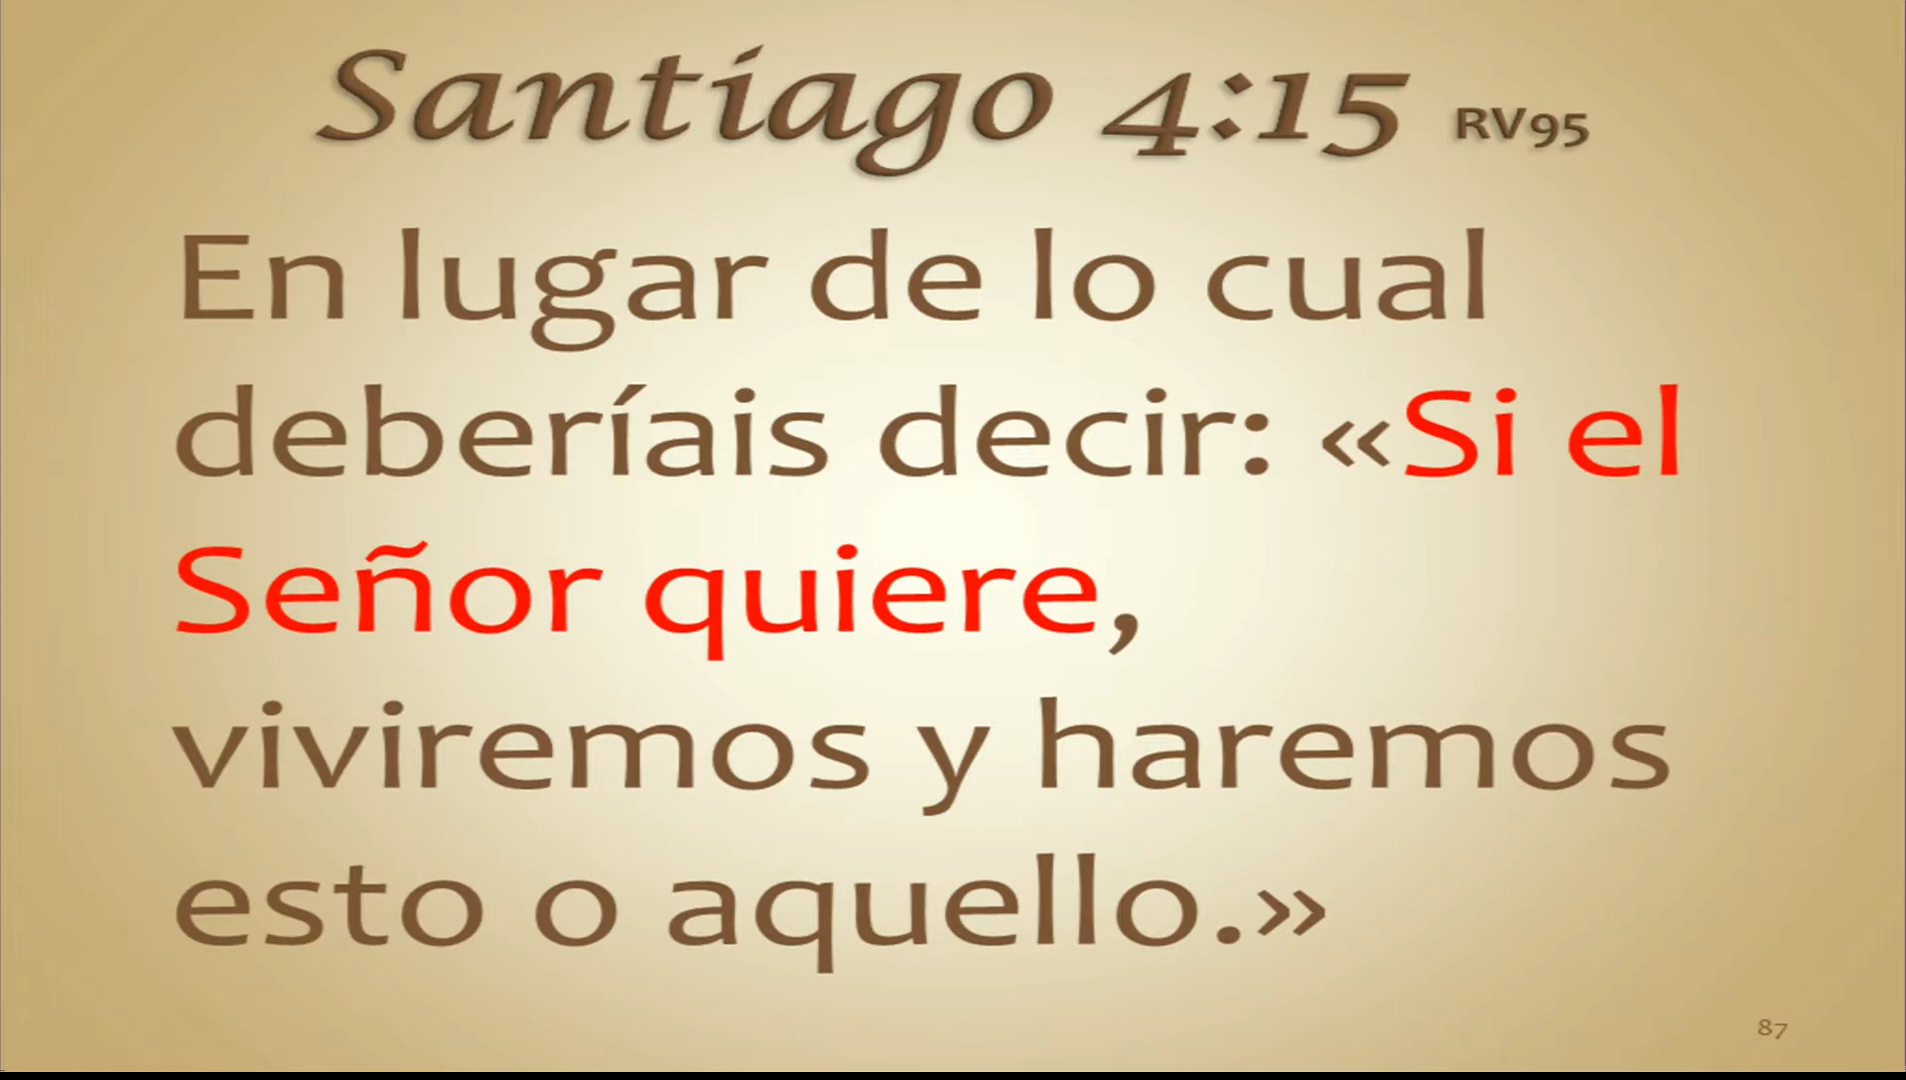 Santiago 4:15 RV95
En lugar de lo cual
deberíais decir: «Si el
Señor quiere,
viviremos y haremos
esto o aquello.»
87